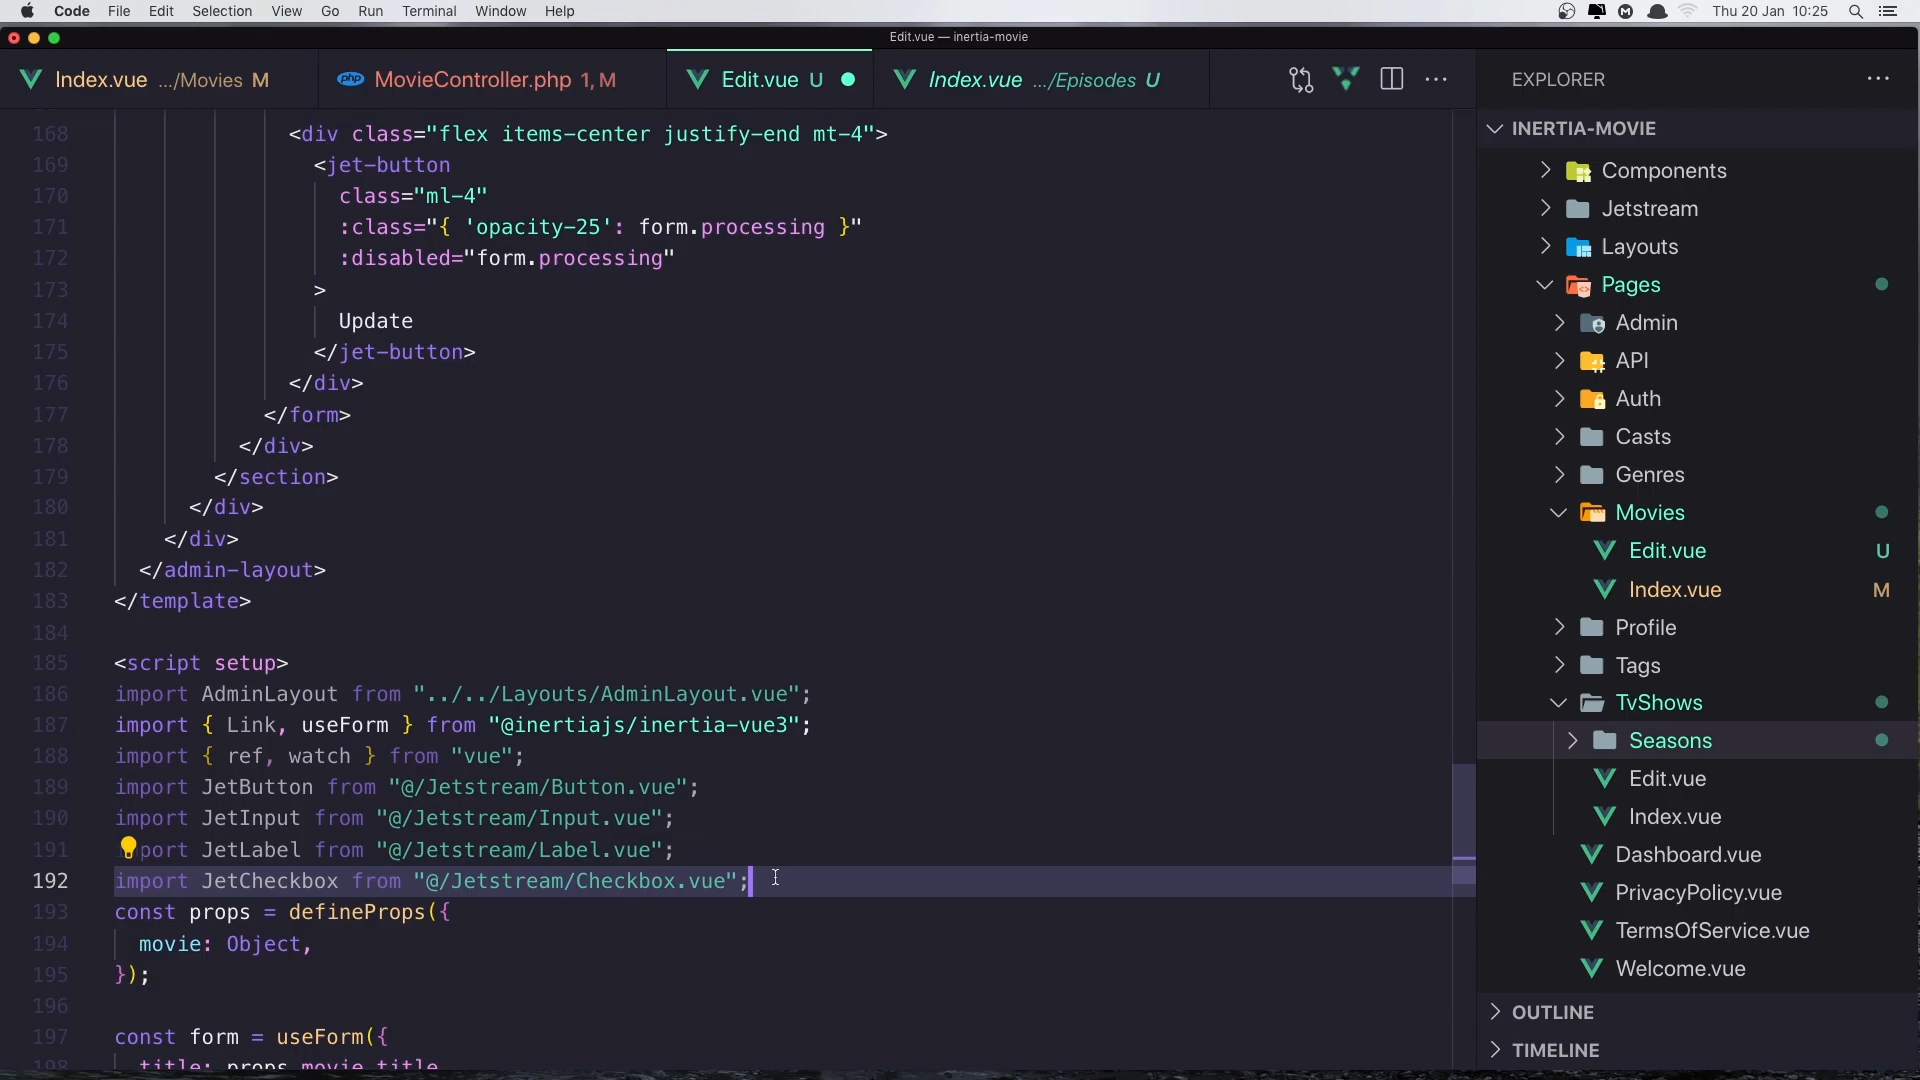 Code File Edit Selection View Go Run Terminal Window Help Thu 20 Jan 10:25
Edit.vue — inertia-movie
Index.vue .../Movies M
php MovieController.php 1, M
Edit.vue U
Index.vue .../Episodes U
168 <div class="flex items-center justify-end mt-4">
169 <jet-button
170 class="ml-4"
171 :class="{ 'opacity-25': form.processing }"
172 :disabled="form.processing"
173 >
174 Update
175 </jet-button>
176 </div>
177 </form>
178 </div>
179 </section>
180 </div>
181 </div>
182 </admin-layout>
183 </template>
184
185 <script setup>
186 import AdminLayout from "../../Layouts/AdminLayout.vue";
187 import { Link, useForm } from "@inertiajs/inertia-vue3";
188 import { ref, watch } from "vue";
189 import JetButton from "@/Jetstream/Button.vue";
190 import JetInput from "@/Jetstream/Input.vue";
191 port JetLabel from "@/Jetstream/Label.vue";
192 import JetCheckbox from "@/Jetstream/Checkbox.vue";
193 const props = defineProps({
194 movie: Object,
195 });
196
197 const form = useForm({
198 title: props.movie.title
EXPLORER
INERTIA-MOVIE
Components
Jetstream
Layouts
Pages
Admin
API
Auth
Casts
Genres
Movies
Edit.vue U
Index.vue M
Profile
Tags
TvShows
Seasons
Edit.vue
Index.vue
Dashboard.vue
PrivacyPolicy.vue
TermsOfService.vue
Welcome.vue
OUTLINE
TIMELINE